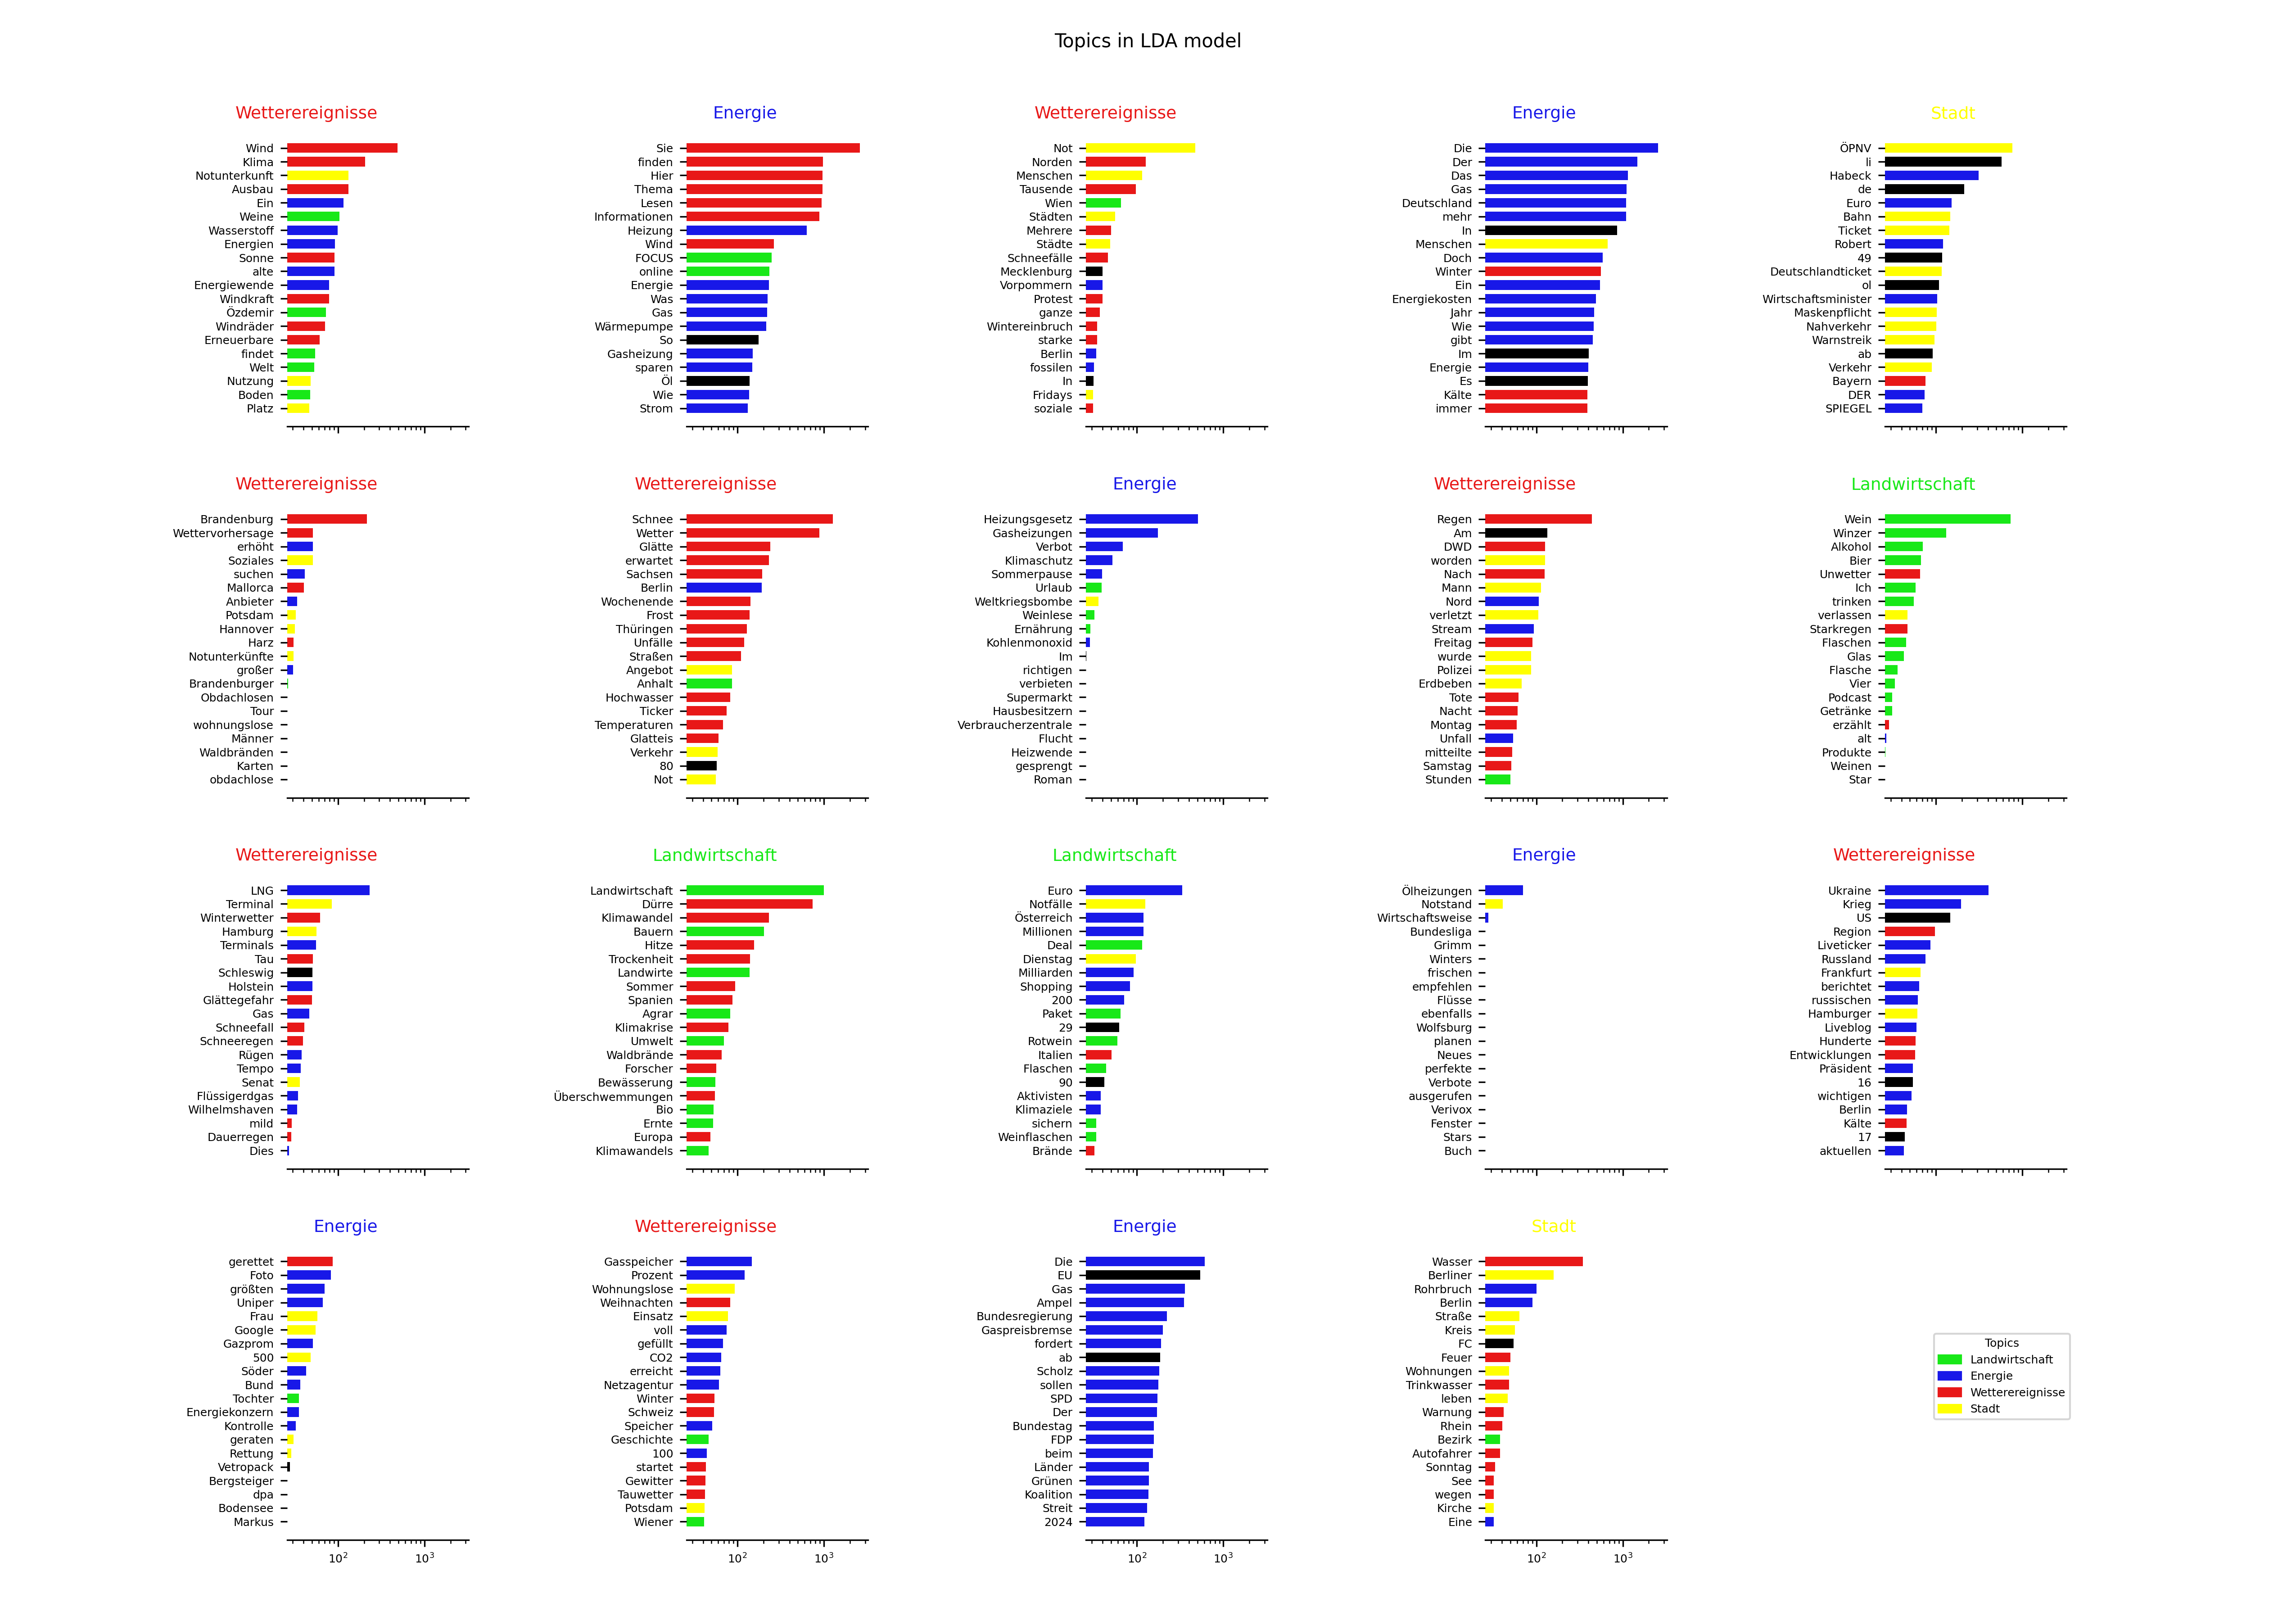 Topics in LDA model
Wetterereignisse
Wind
Klima
Notunterkunft
Ausbau
Ein
Weine
Wasserstoff
Energien
Sonne
alte
Energiewende
Windkraft
Özdemir
Windräder
Erneuerbare
findet
Welt
Nutzung
Boden
Platz
Energie
Sie
finden
Hier
Thema
Lesen
Informationen
Heizung
Wind
FOCUS
online
Energie
Was
Gas
Wärmepumpe
So
Gasheizung
sparen
Öl
Wie
Strom
Wetterereignisse
Not
Norden
Menschen
Tausende
Wien
Städten
Mehrere
Städte
Schneefälle
Mecklenburg
Vorpommern
Protest
ganze
Wintereinbruch
starke
Berlin
fossilen
In
Fridays
soziale
Energie
Die
Der
Das
Gas
Deutschland
mehr
In
Menschen
Doch
Winter
Ein
Energiekosten
Jahr
Wie
gibt
Im
Energie
Es
Kälte
immer
Stadt
ÖPNV
li
Habeck
de
Euro
Bahn
Ticket
Robert
49
Deutschlandticket
ol
Wirtschaftsminister
Maskenpflicht
Nahverkehr
Warnstreik
ab
Verkehr
Bayern
DER
SPIEGEL
Wetterereignisse
Brandenburg
Wettervorhersage
erhöht
Soziales
suchen
Mallorca
Anbieter
Potsdam
Hannover
Harz
Notunterkünfte
großer
Brandenburger
Obdachlosen
Tour
wohnungslose
Männer
Waldbränden
Karten
obdachlose
Wetterereignisse
Schnee
Wetter
Glätte
erwartet
Sachsen
Berlin
Wochenende
Frost
Thüringen
Unfälle
Straßen
Angebot
Anhalt
Hochwasser
Ticker
Temperaturen
Glatteis
Verkehr
80
Not
Energie
Heizungsgesetz
Gasheizungen
Verbot
Klimaschutz
Sommerpause
Urlaub
Weltkriegsbombe
Weinlese
Ernährung
Kohlenmonoxid
Im
richtigen
verbieten
Supermarkt
Hausbesitzern
Verbraucherzentrale
Flucht
Heizwende
gesprengt
Roman
Wetterereignisse
Regen
Am
DWD
worden
Nach
Mann
Nord
verletzt
Stream
Freitag
wurde
Polizei
Erdbeben
Tote
Nacht
Montag
Unfall
mitteilte
Samstag
Stunden
Landwirtschaft
Wein
Winzer
Alkohol
Bier
Unwetter
Ich
trinken
verlassen
Starkregen
Flaschen
Glas
Flasche
Vier
Podcast
Getränke
erzählt
alt
Produkte
Weinen
Star
Wetterereignisse
LNG
Terminal
Winterwetter
Hamburg
Terminals
Tau
Schleswig
Holstein
Glättegefahr
Gas
Schneefall
Schneeregen
Rügen
Tempo
Senat
Flüssigerdgas
Wilhelmshaven
mild
Dauerregen
Dies
Landwirtschaft
Landwirtschaft
Dürre
Klimawandel
Bauern
Hitze
Trockenheit
Landwirte
Sommer
Spanien
Agrar
Klimakrise
Umwelt
Waldbrände
Forscher
Bewässerung
Überschwemmungen
Bio
Ernte
Europa
Klimawandels
Landwirtschaft
Euro
Notfälle
Österreich
Millionen
Deal
Dienstag
Milliarden
Shopping
200
Paket
29
Rotwein
Italien
Flaschen
90
Aktivisten
Klimaziele
sichern
Weinflaschen
Brände
Energie
Ölheizungen
Notstand
Wirtschaftsweise
Bundesliga
Grimm
Winters
frischen
empfehlen
Flüsse
ebenfalls
Wolfsburg
planen
Neues
perfekte
Verbote
ausgerufen
Verivox
Fenster
Stars
Buch
Wetterereignisse
Ukraine
Krieg
US
Region
Liveticker
Russland
Frankfurt
berichtet
russischen
Hamburger
Liveblog
Hunderte
Entwicklungen
Präsident
16
wichtigen
Berlin
Kälte
17
aktuellen
Energie
gerettet
Foto
größten
Uniper
Frau
Google
Gazprom
500
Söder
Bund
Tochter
Energiekonzern
Kontrolle
geraten
Rettung
Vetropack
Bergsteiger
dpa
Bodensee
Markus
10² 10³
Wetterereignisse
Gasspeicher
Prozent
Wohnungslose
Weihnachten
Einsatz
voll
gefüllt
CO2
erreicht
Netzagentur
Winter
Schweiz
Speicher
Geschichte
100
startet
Gewitter
Tauwetter
Potsdam
Wiener
10² 10³
Energie
Die
EU
Gas
Ampel
Bundesregierung
Gaspreisbremse
fordert
ab
Scholz
sollen
SPD
Der
Bundestag
FDP
beim
Länder
Grünen
Koalition
Streit
2024
10² 10³
Stadt
Wasser
Berliner
Rohrbruch
Berlin
Straße
Kreis
FC
Feuer
Wohnungen
Trinkwasser
leben
Warnung
Rhein
Bezirk
Autofahrer
Sonntag
See
wegen
Kirche
Eine
10² 10³
Topics
Landwirtschaft
Energie
Wetterereignisse
Stadt